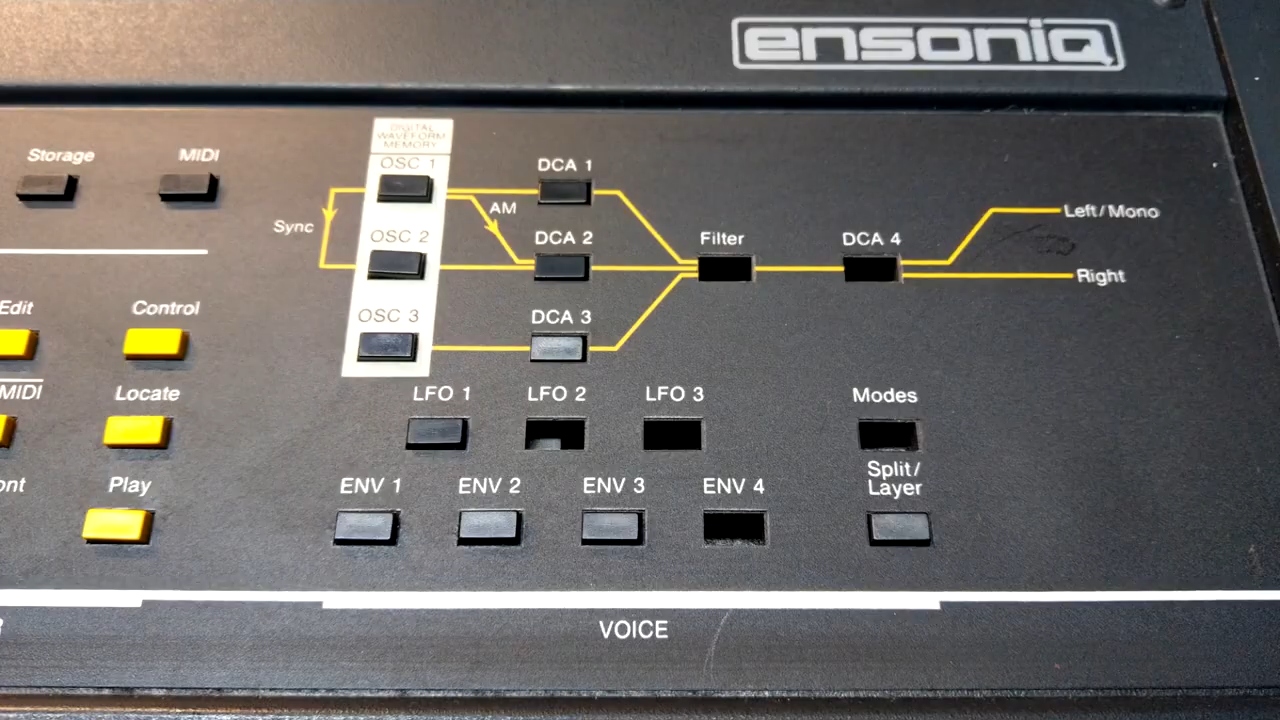 ensoniq
DIGITAL
WAVEFORM
MEMORY
Storage
MIDI
OSC 1
DCA 1
AM
Left/Mono
Sync
OSC 2
DCA 2
Filter
DCA 4
Right
Edit
Control
OSC 3
DCA 3
MIDI
Locate
LFO 1
LFO 2
LFO 3
Modes
Play
ENV 1
ENV 2
ENV 3
ENV 4
Split/
Layer
VOICE